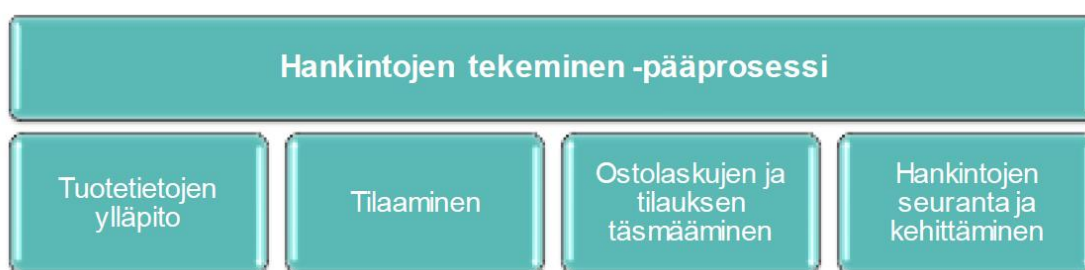 Hankintojen tekeminen -pääprosessi
Tuotetietojen
ylläpito
Tilaaminen
Ostolaskujen ja
tilauksen
täsmääminen
Hankintojen
seuranta ja
kehittäminen